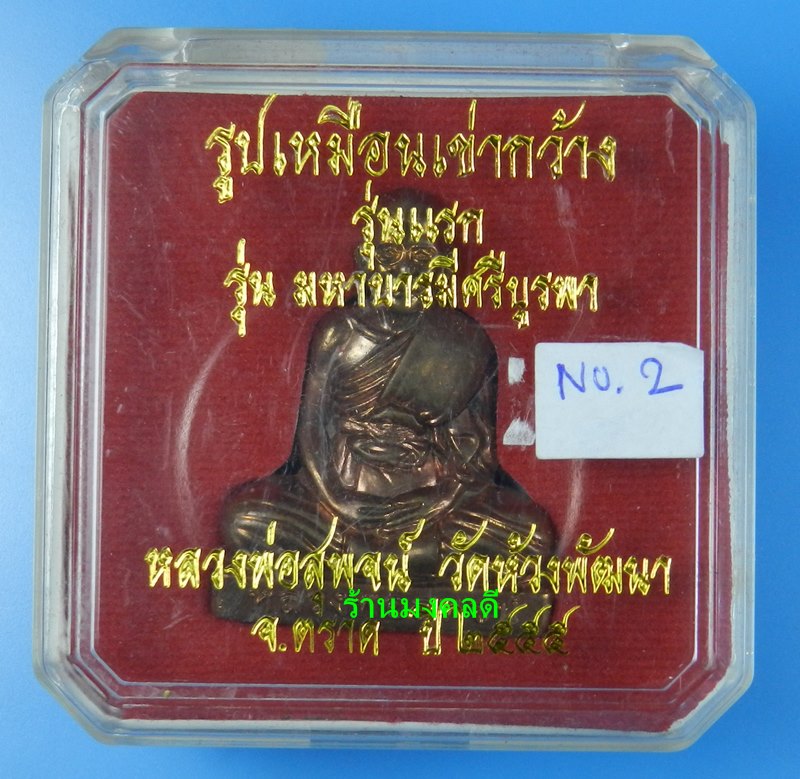 รูปเหมือนเข่ากว้าง
รุ่นแรก
รุ่น มหาบารมีศรีบูรพา
NO. 2
หลวงพ่อสุพจน์ วัดห้วงพัฒนา
ร้านมงคลดี
จ.ตราด ปี ๒๕๕๕